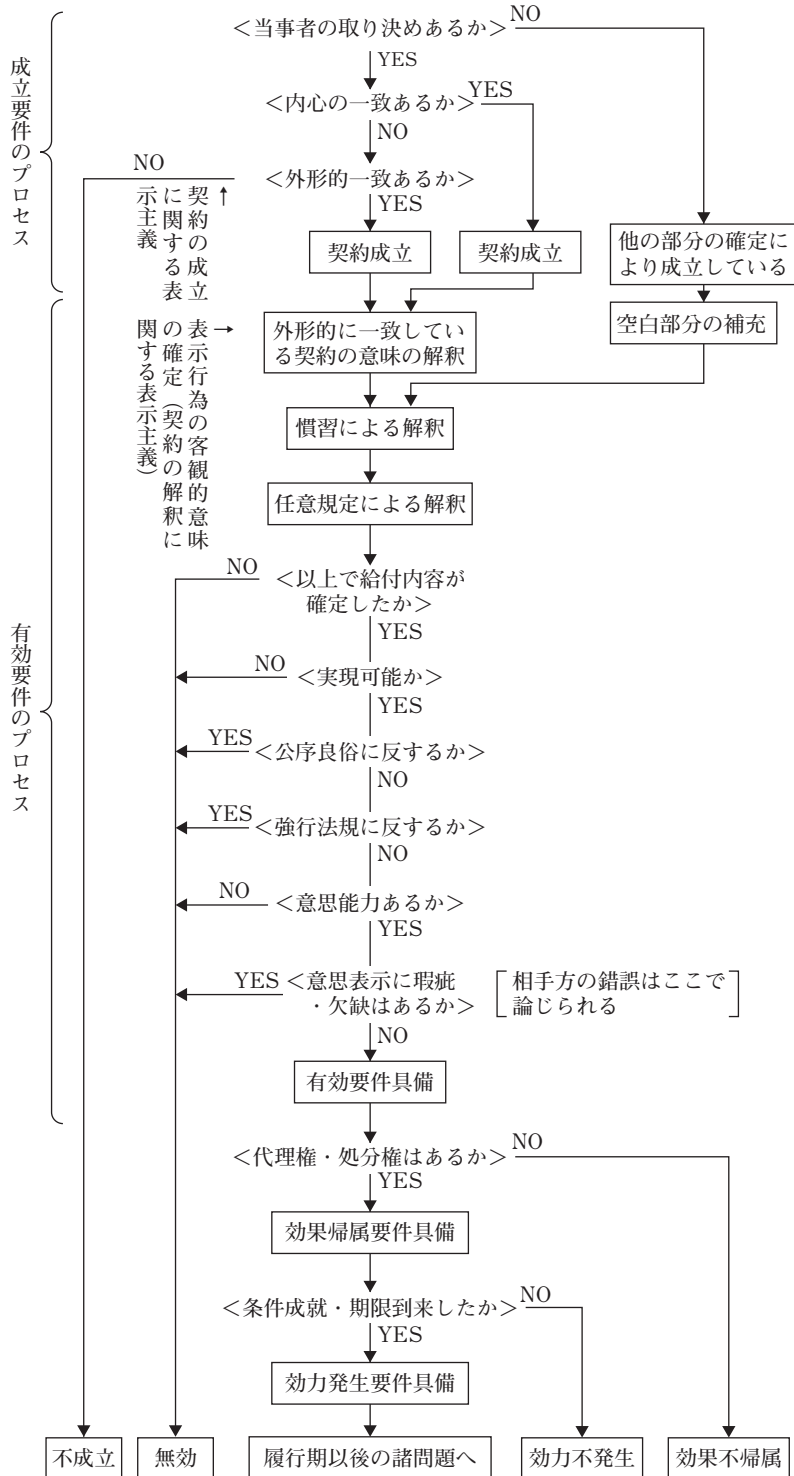 ＜当事者の取り決めあるか＞
NO
YES
＜内心の一致あるか＞
YES
NO
成立要件のプロセス
NO
＜外形的一致あるか＞
YES
↑
契約の成立
に関する表
示主義
契約成立
契約成立
他の部分の確定に
より成立している
空白部分の補充
→
表示行為の客観的意味
の確定（契約の解釈に
関する表示主義）
外形的に一致してい
る契約の意味の解釈
慣習による解釈
任意規定による解釈
有効要件のプロセス
NO
＜以上で給付内容が
確定したか＞
YES
NO
＜実現可能か＞
YES
YES
＜公序良俗に反するか＞
NO
YES
＜強行法規に反するか＞
NO
NO
＜意思能力あるか＞
YES
YES
＜意思表示に瑕疵
・欠缺はあるか＞
［相手方の錯誤はここで
論じられる］
NO
有効要件具備
＜代理権・処分権はあるか＞
NO
YES
効果帰属要件具備
＜条件成就・期限到来したか＞
NO
YES
効力発生要件具備
不成立
無効
履行期以後の諸問題へ
効力不発生
効果不帰属